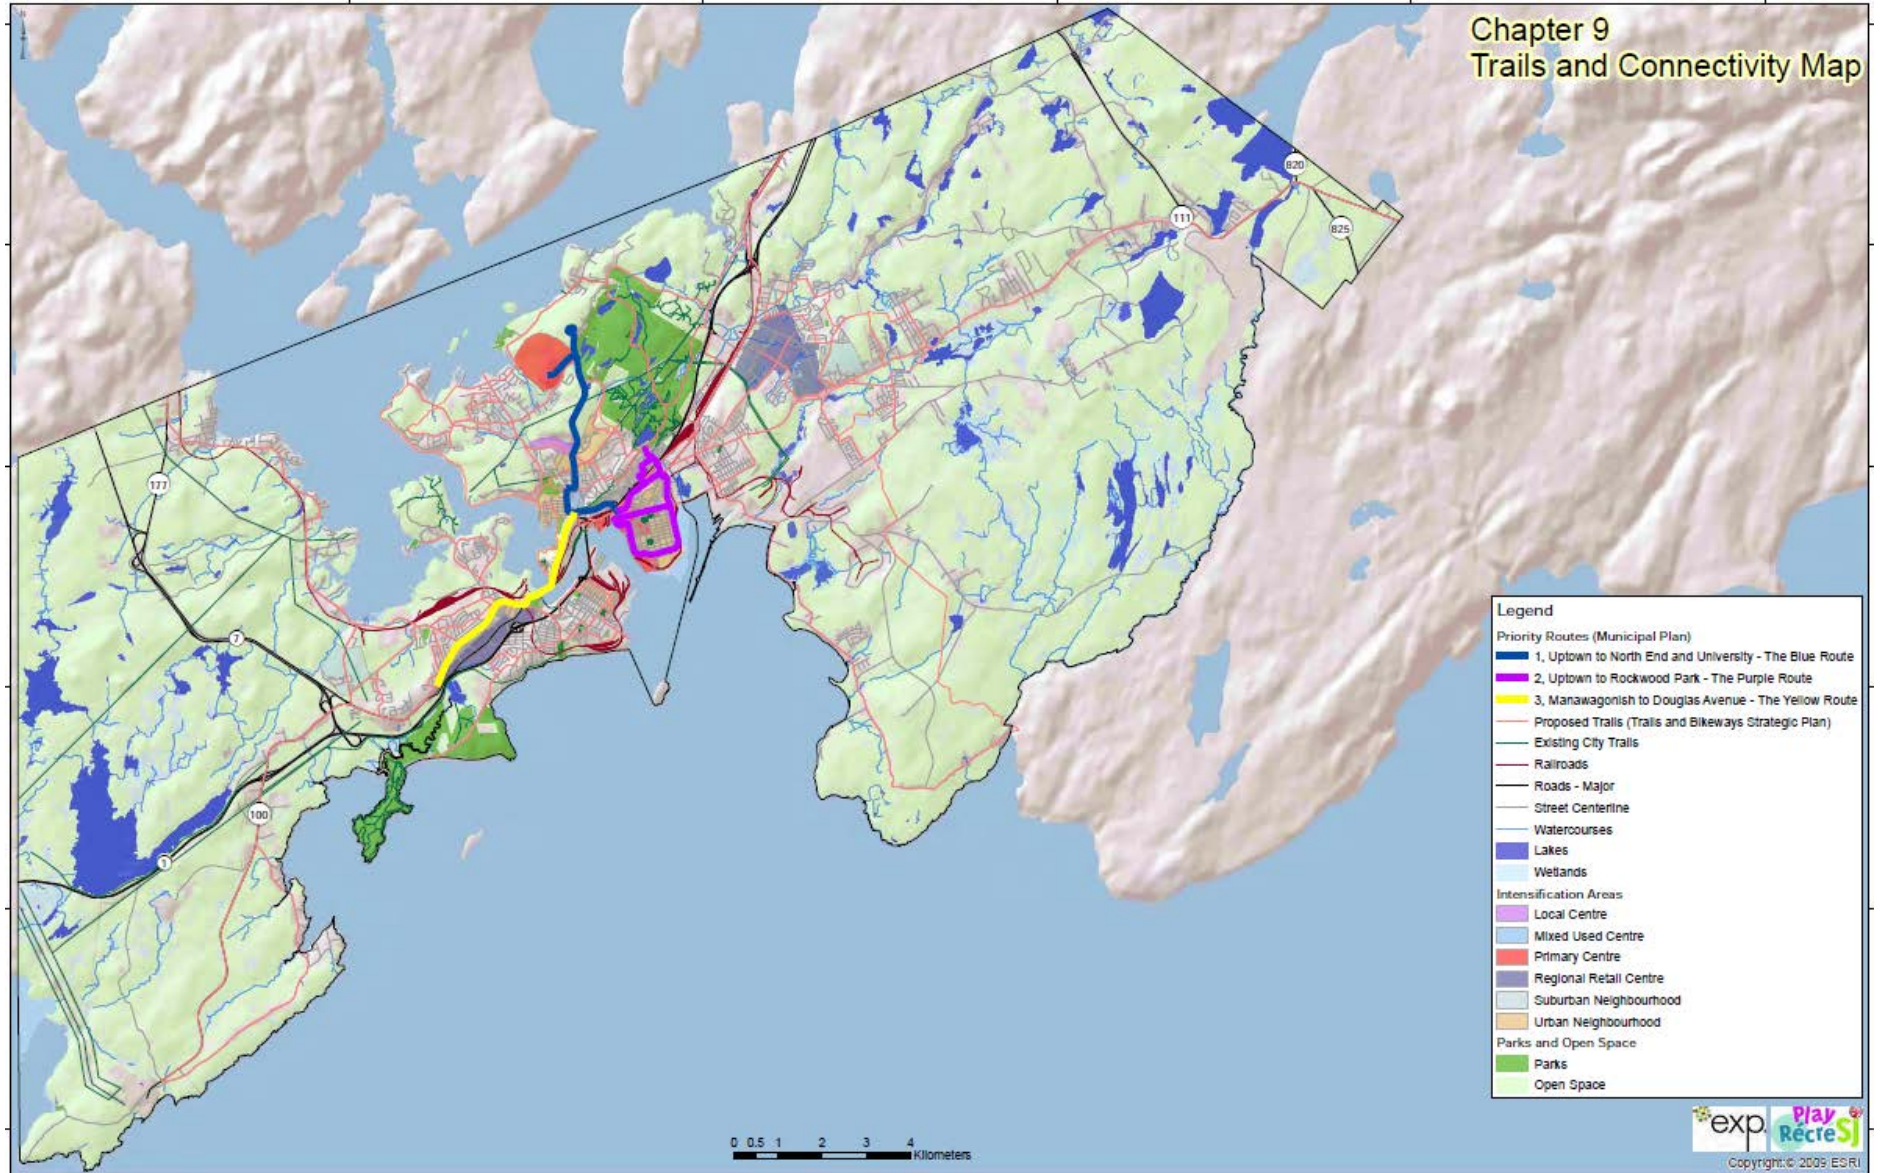 Chapter 9
Trails and Connectivity Map
820
111
825
177
7
100
1
Legend
Priority Routes (Municipal Plan)
1, Uptown to North End and University - The Blue Route
2, Uptown to Rockwood Park - The Purple Route
3, Manawagonish to Douglas Avenue - The Yellow Route
Proposed Trails (Trails and Bikeways Strategic Plan)
Existing City Trails
Railroads
Roads - Major
Street Centerline
Watercourses
Lakes
Wetlands
Intensification Areas
Local Centre
Mixed Used Centre
Primary Centre
Regional Retail Centre
Suburban Neighbourhood
Urban Neighbourhood
Parks and Open Space
Parks
Open Space
0 0.5 1 2 3 4
Kilometers
exp.
Play
RécreSJ
Copyright:© 2009 ESRI